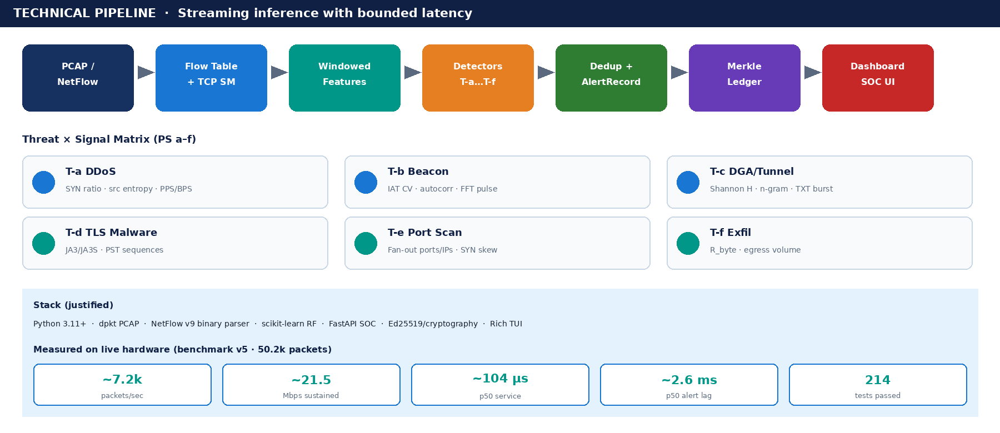 TECHNICAL PIPELINE · Streaming inference with bounded latency
PCAP /
NetFlow
Flow Table
+ TCP SM
Windowed
Features
Detectors
T-a…T-f
Dedup +
AlertRecord
Merkle
Ledger
Dashboard
SOC UI
Threat × Signal Matrix (PS a–f)
T-a DDoS
SYN ratio · src entropy · PPS/BPS
T-b Beacon
IAT CV · autocorr · FFT pulse
T-c DGA/Tunnel
Shannon H · n-gram · TXT burst
T-d TLS Malware
JA3/JA3S · PST sequences
T-e Port Scan
Fan-out ports/IPs · SYN skew
T-f Exfil
R_byte · egress volume
Stack (justified)
Python 3.11+ · dpkt PCAP · NetFlow v9 binary parser · scikit-learn RF · FastAPI SOC · Ed25519/cryptography · Rich TUI
Measured on live hardware (benchmark v5 · 50.2k packets)
~7.2k
packets/sec
~21.5
Mbps sustained
~104 µs
p50 service
~2.6 ms
p50 alert lag
214
tests passed